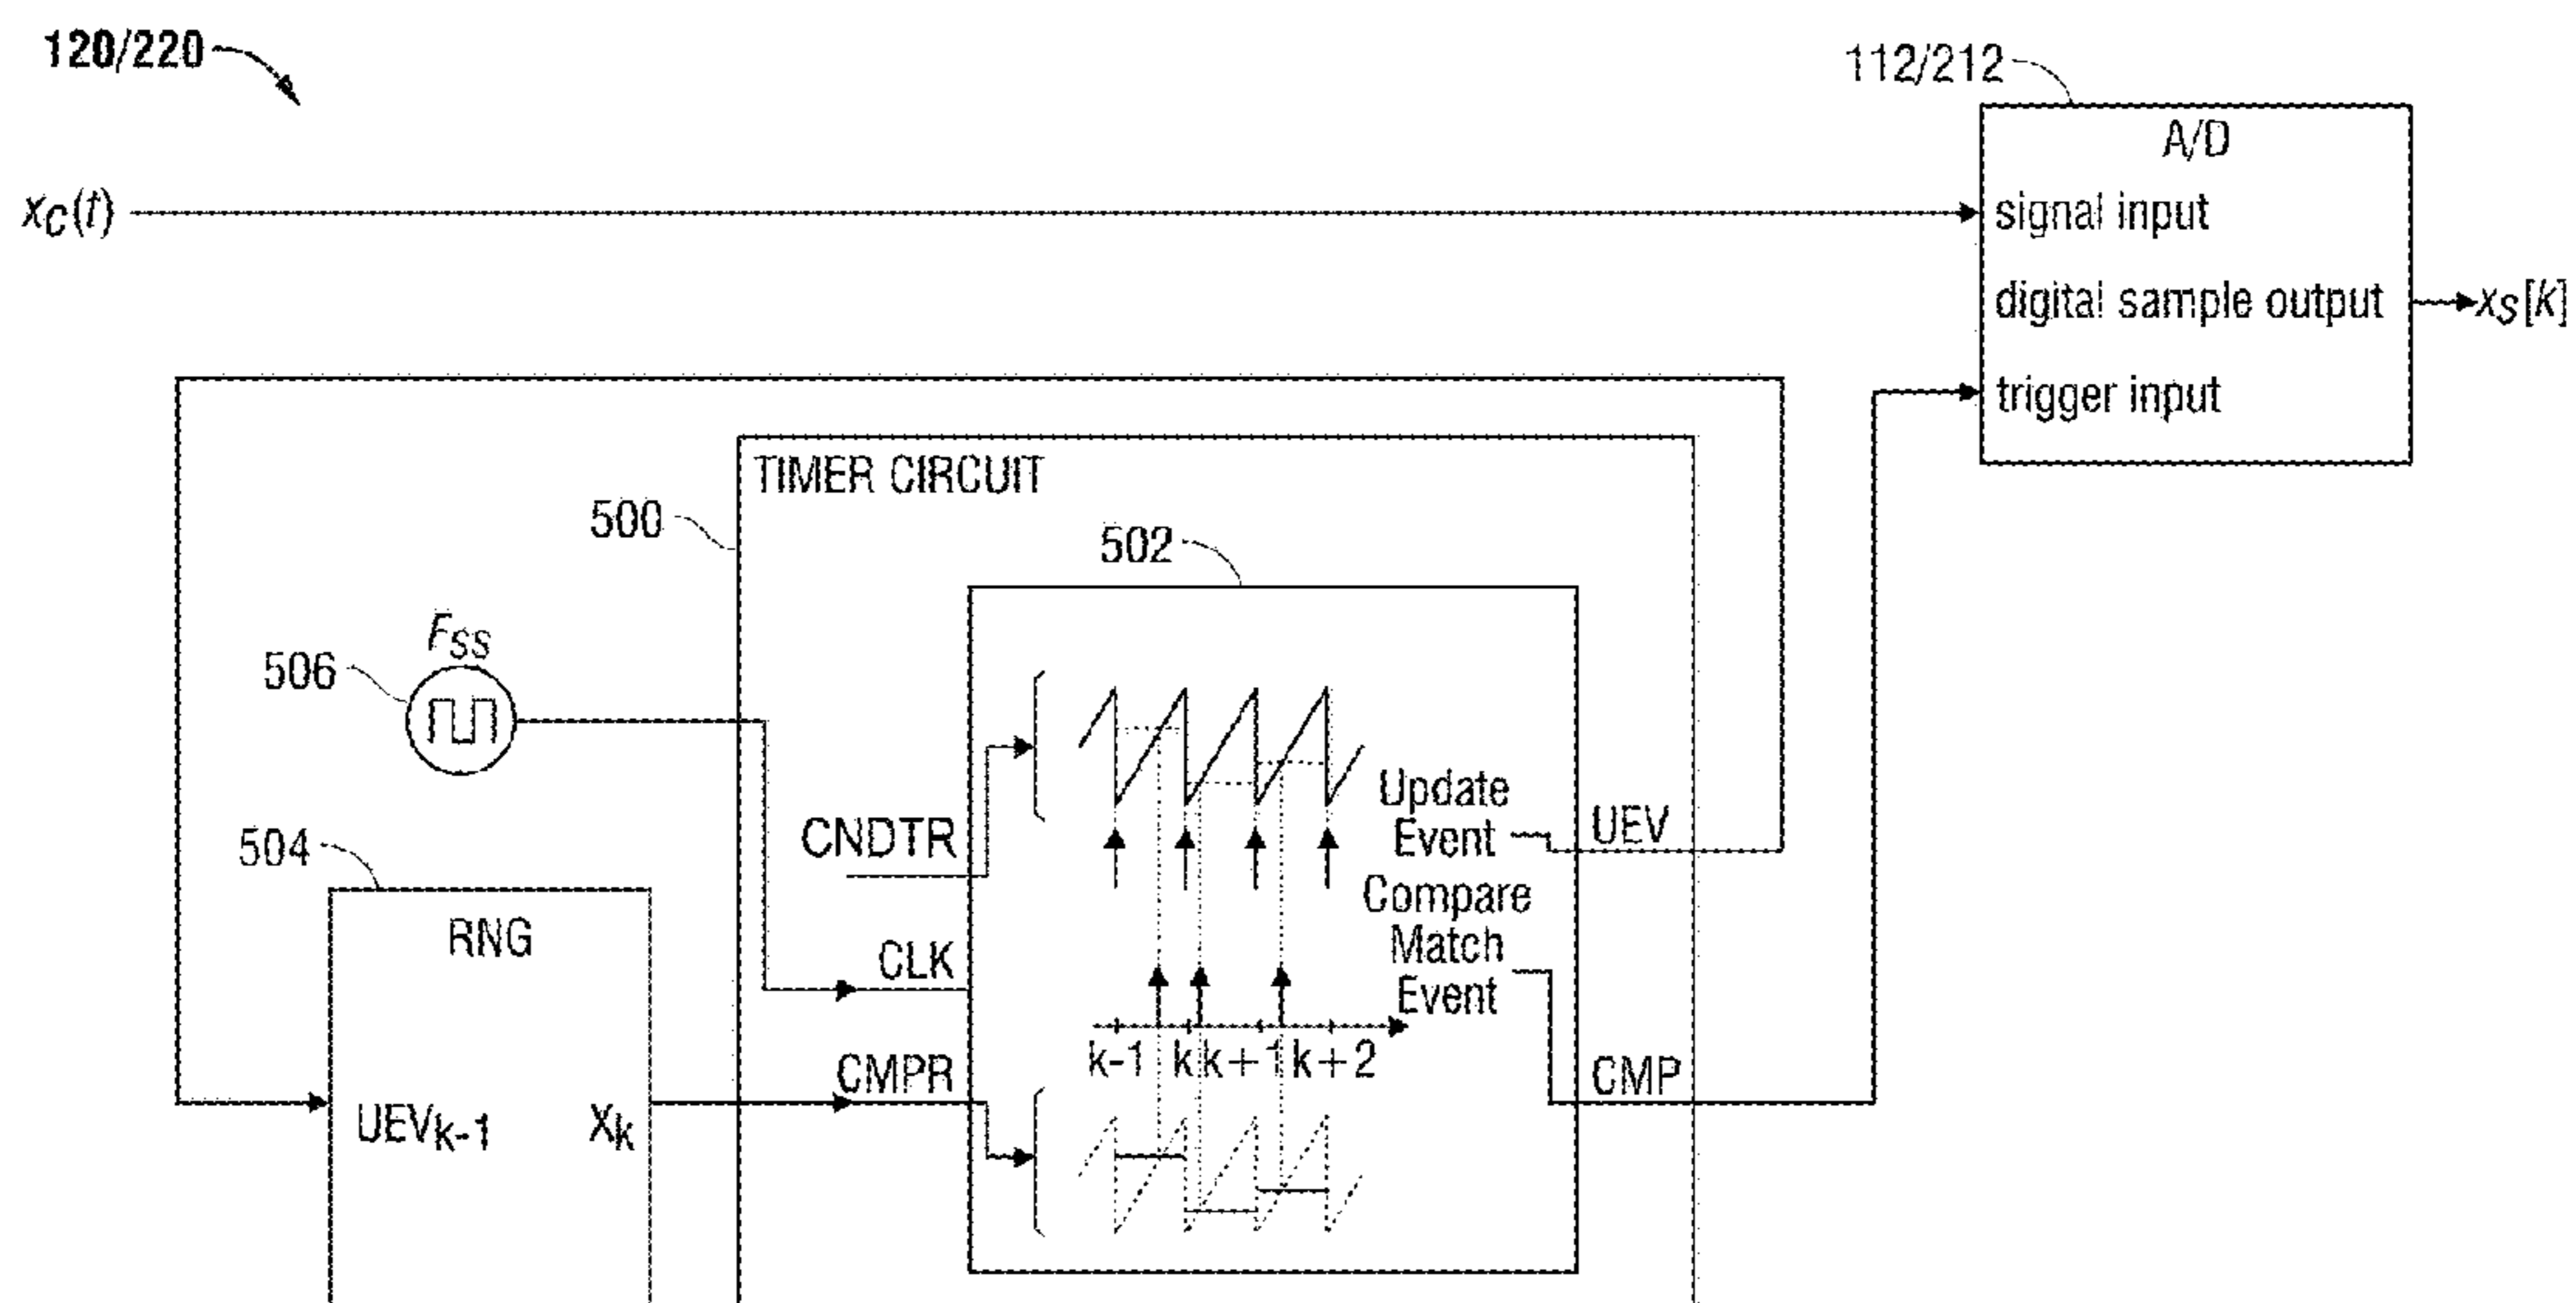 120/220
112/212
A/D
xC(t)
signal input
digital sample output
xS[k]
trigger input
TIMER CIRCUIT
500
502
FSS
506
Update
Event
UEV
CNDTR
504
Compare
Match
Event
RNG
CLK
k-1 k k+1 k+2
CMPR
CMP
UEVk-1 Xk